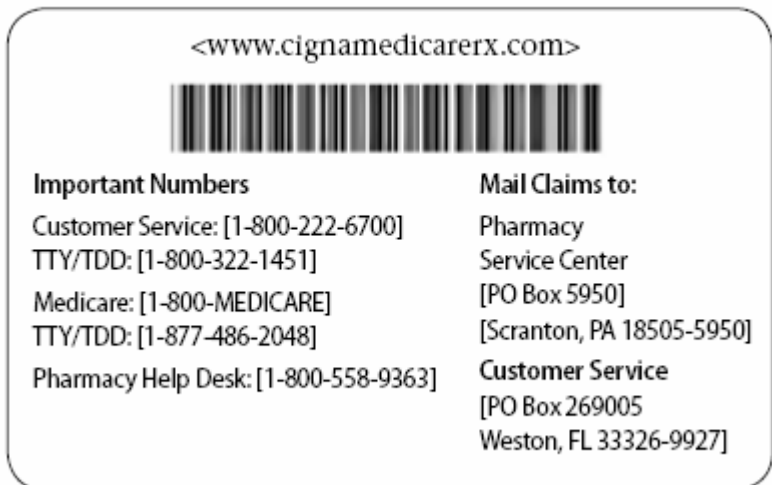 <www.cignamedicarerx.com>
Important Numbers
Customer Service: [1-800-222-6700]
TTY/TDD: [1-800-322-1451]
Medicare: [1-800-MEDICARE]
TTY/TDD: [1-877-486-2048]
Pharmacy Help Desk: [1-800-558-9363]
Mail Claims to:
Pharmacy
Service Center
[PO Box 5950]
[Scranton, PA 18505-5950]
Customer Service
[PO Box 269005
Weston, FL 33326-9927]